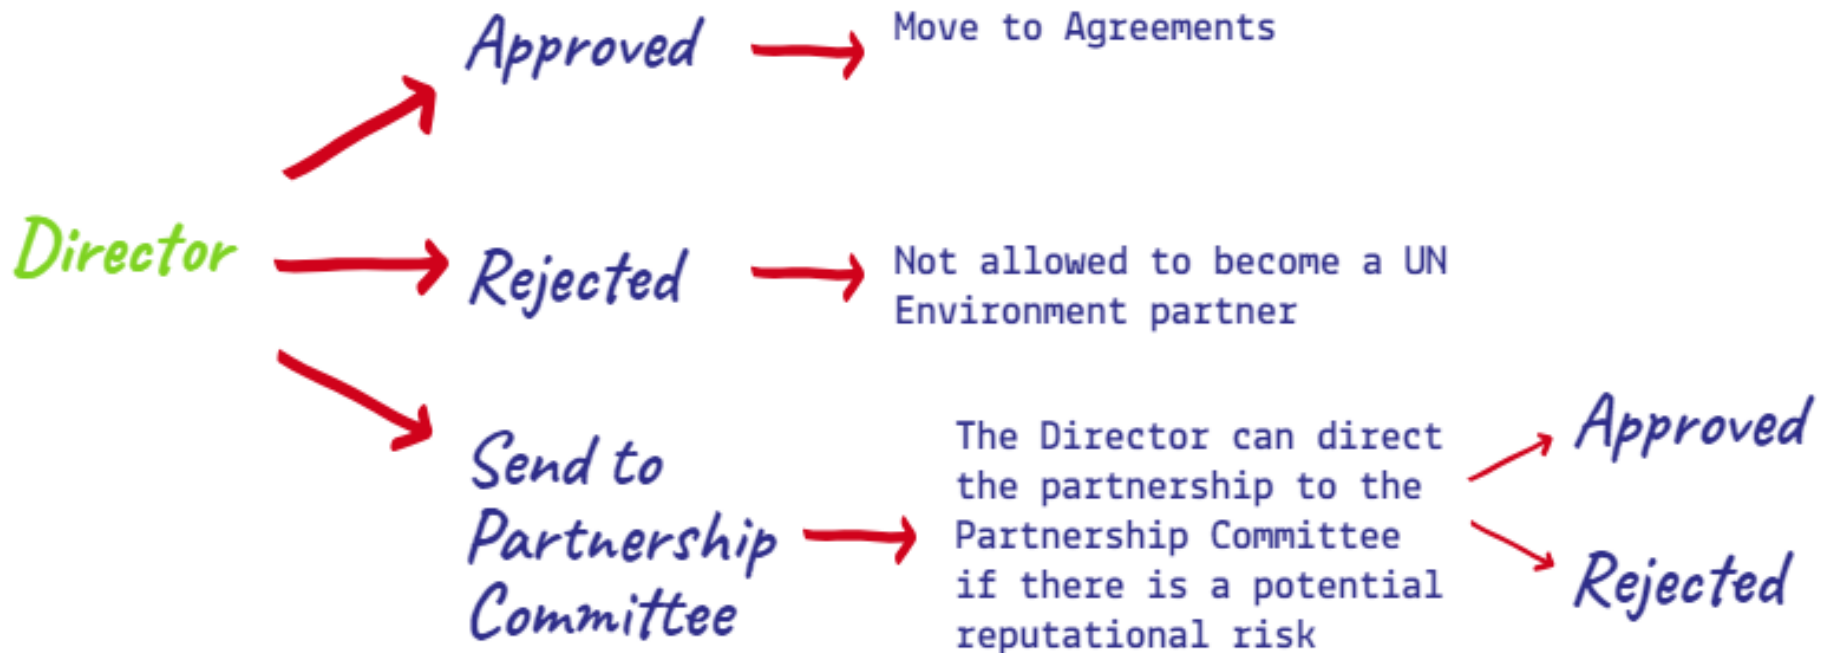 Approved
Move to Agreements
Director
Rejected
Not allowed to become a UN
Environment partner
Send to
Partnership
Committee
The Director can direct
the partnership to the
Partnership Committee
if there is a potential
reputational risk
Approved
Rejected